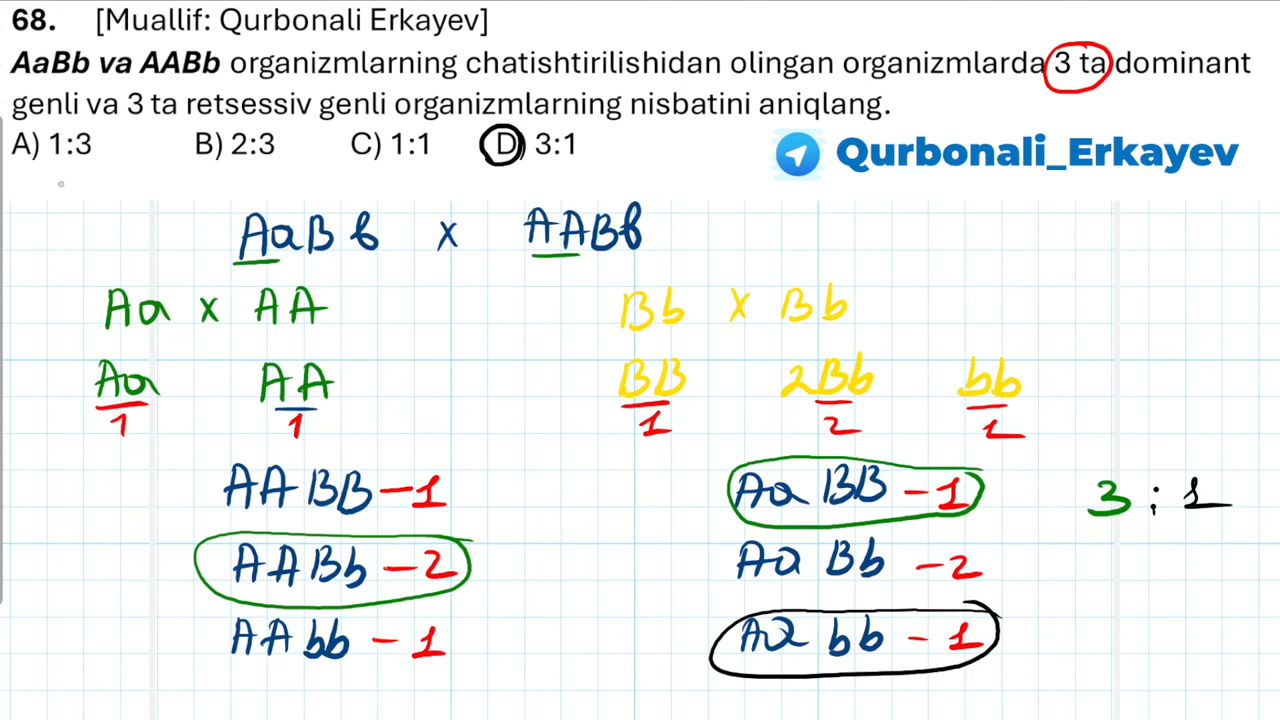 68. [Muallif: Qurbonali Erkayev]
AaBb va AABb organizmlarning chatishtirilishidan olingan organizmlarda 3 ta dominant
genli va 3 ta retsessiv genli organizmlarning nisbatini aniqlang.
A) 1:3 B) 2:3 C) 1:1 D) 3:1
Qurbonali_Erkayev
AaBb x AABb
Aa x AA Bb x Bb
Aa AA BB 2Bb bb
1 1 1 2 1
AABB - 1 AaBB - 1 3 : 1
AABb - 2 AaBb - 2
AAbb - 1 Aabb - 1